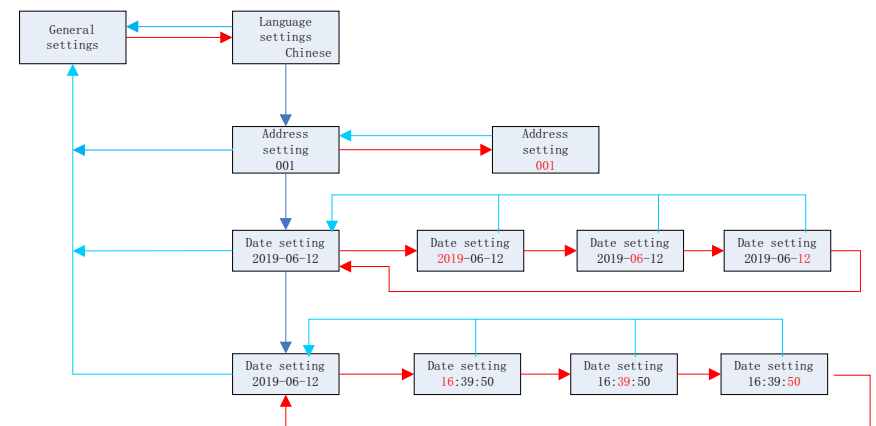 General
settings
Language
settings
Chinese
Address
setting
001
Address
setting
001
Date setting
2019-06-12
Date setting
2019-06-12
Date setting
2019-06-12
Date setting
2019-06-12
Date setting
2019-06-12
Date setting
16:39:50
Date setting
16:39:50
Date setting
16:39:50